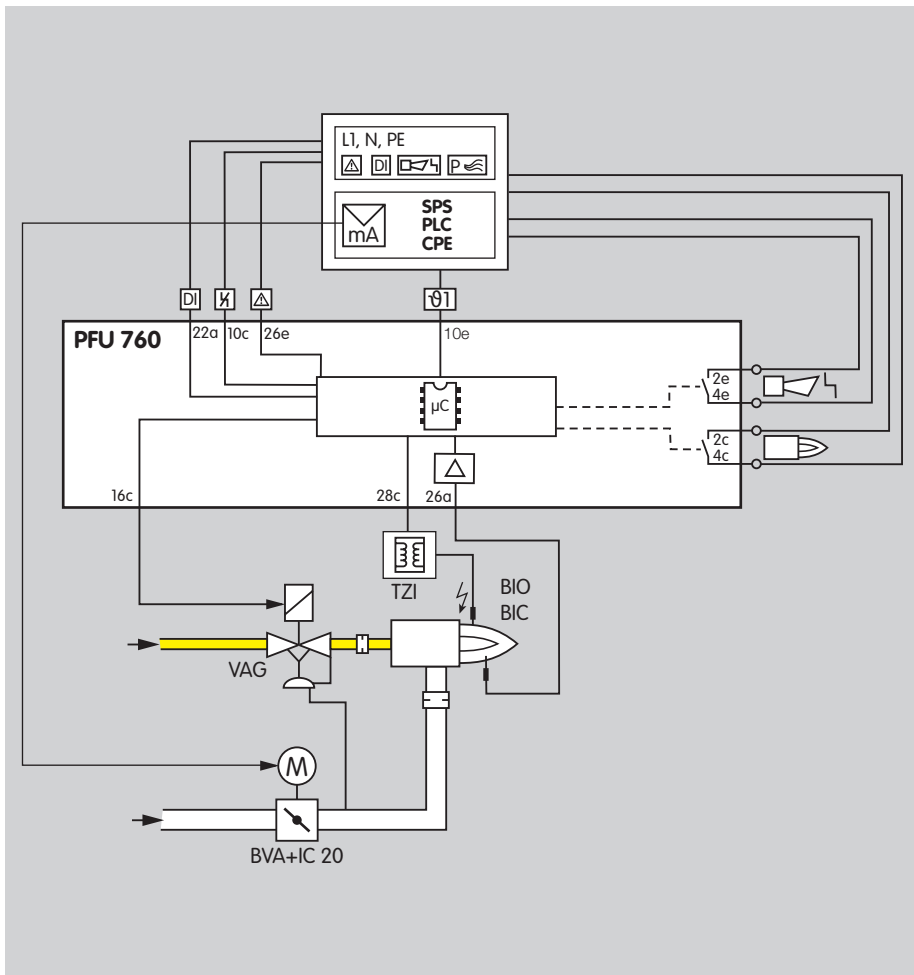 L1, N, PE
DI
P
mA
SPS
PLC
CPE
DI
ϑ1
PFU 760
22a
10c
26e
10e
µC
2e
4e
2c
4c
16c
28c
26a
TZI
BIO
BIC
VAG
M
BVA+IC 20